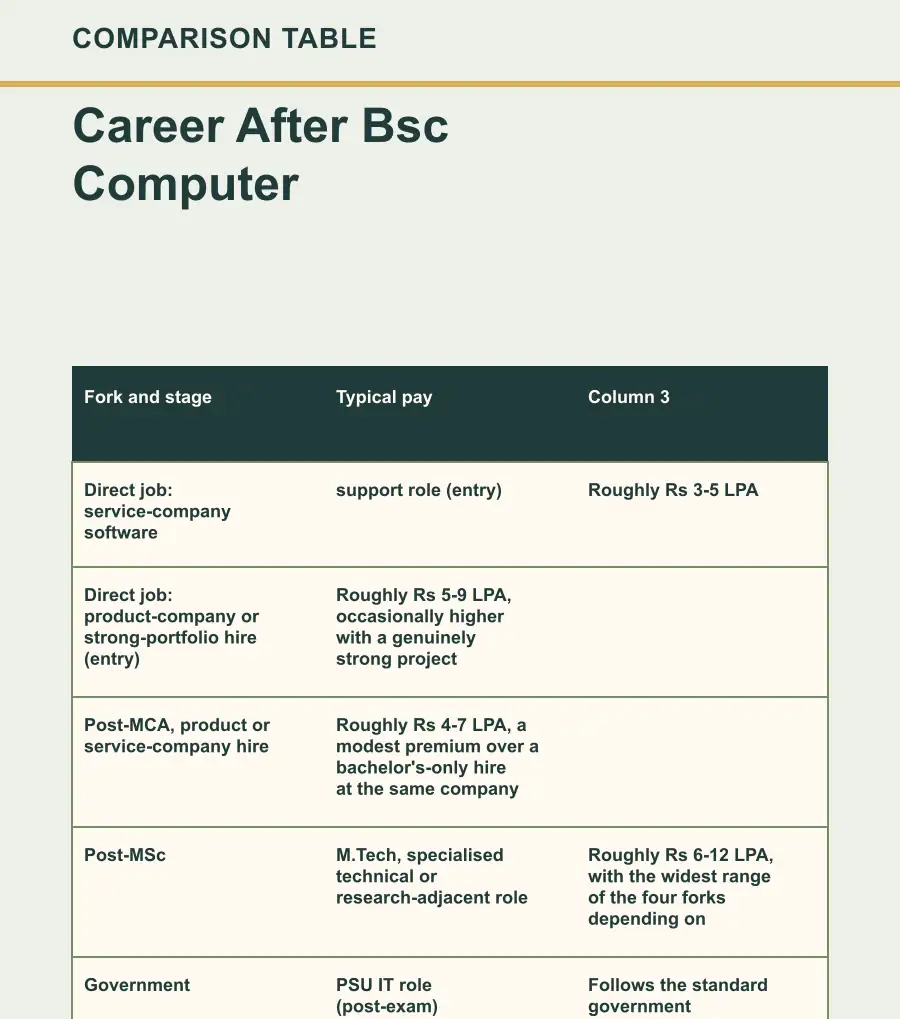 COMPARISON TABLE
Career After Bsc
Computer
Fork and stage
Typical pay
Column 3
Direct job:
service-company
software
support role (entry)
Roughly Rs 3-5 LPA
Direct job:
product-company or
strong-portfolio hire
(entry)
Roughly Rs 5-9 LPA,
occasionally higher
with a genuinely
strong project
Post-MCA, product or
service-company hire
Roughly Rs 4-7 LPA, a
modest premium over a
bachelor's-only hire
at the same company
Post-MSc
M.Tech, specialised
technical or
research-adjacent role
Roughly Rs 6-12 LPA,
with the widest range
of the four forks
depending on
Government
PSU IT role
(post-exam)
Follows the standard
government